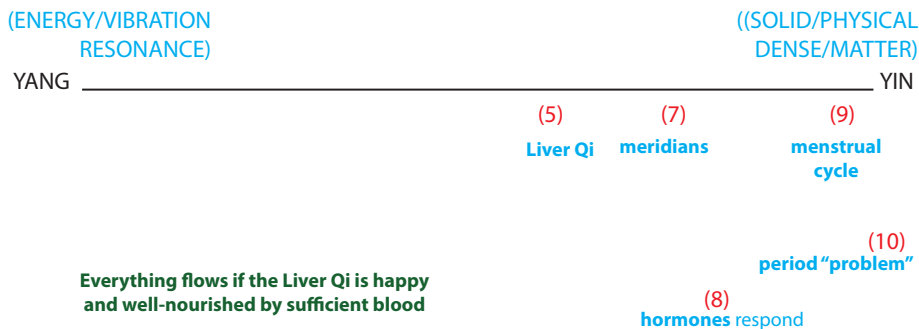 (ENERGY/VIBRATION
RESONANCE)
((SOLID/PHYSICAL
DENSE/MATTER)
YANG
YIN
(5)
Liver Qi
(7)
meridians
(9)
menstrual
cycle
(10)
period “problem”
Everything flows if the Liver Qi is happy
and well-nourished by sufficient blood
(8)
hormones respond